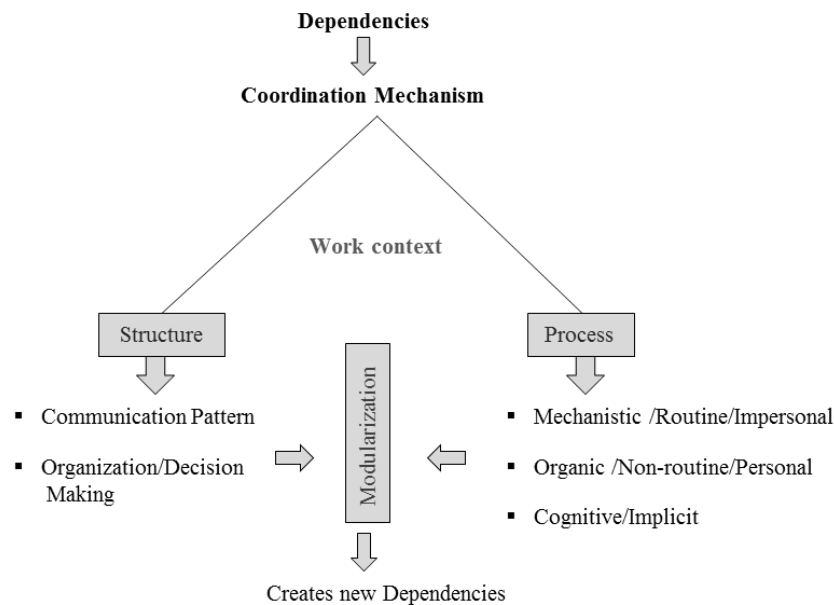 Dependencies
Coordination Mechanism
Work context
Structure
Process
▪ Communication Pattern
▪ Organization/Decision
Making
Modularization
▪ Mechanistic /Routine/Impersonal
▪ Organic /Non-routine/Personal
▪ Cognitive/Implicit
Creates new Dependencies